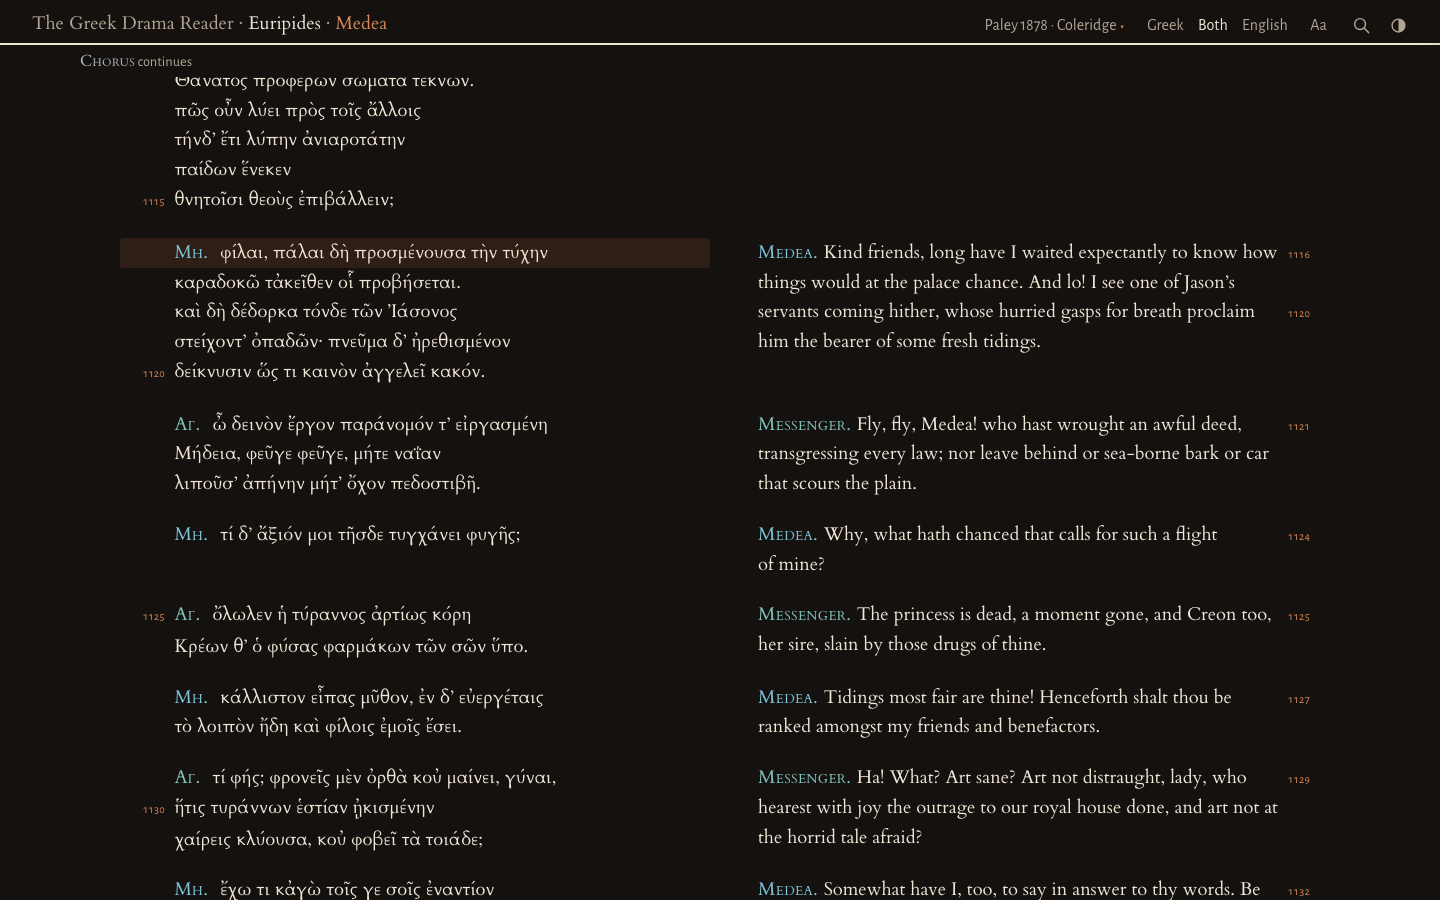 The Greek Drama Reader · Euripides · Medea
Paley 1878 · Coleridge Greek Both English Aa
CHORUS continues
Θάνατος προφέρων σώματα τέκνων.
πῶς οὖν λύει πρὸς τοῖς ἄλλοις
τήνδ’ ἔτι λύπην ἀνιαροτάτην
παίδων ἕνεκεν
1115 θνητοῖσι θεοὺς ἐπιβάλλειν;
ΜΗ. φίλαι, πάλαι δὴ προσμένουσα τὴν τύχην
καραδοκῶ τἀκεῖθεν οἷ προβήσεται.
καὶ δὴ δέδορκα τόνδε τῶν Ἰάσονος
στείχοντ’ ὀπαδῶν· πνεῦμα δ’ ἠρεθισμένον
1120 δείκνυσιν ὥς τι καινὸν ἀγγελεῖ κακόν.
MEDEA. Kind friends, long have I waited expectantly to know how 1116
things would at the palace chance. And lo! I see one of Jason’s
servants coming hither, whose hurried gasps for breath proclaim 1120
him the bearer of some fresh tidings.
ΑΓ. ὦ δεινὸν ἔργον παράνομόν τ’ εἰργασμένη
Μήδεια, φεῦγε φεῦγε, μήτε ναΐαν
λιποῦσ’ ἀπήνην μήτ’ ὄχον πεδοστιβῆ.
MESSENGER. Fly, fly, Medea! who hast wrought an awful deed, 1121
transgressing every law; nor leave behind or sea-borne bark or car
that scours the plain.
ΜΗ. τί δ’ ἄξιόν μοι τῆσδε τυγχάνει φυγῆς;
MEDEA. Why, what hath chanced that calls for such a flight 1124
of mine?
1125 ΑΓ. ὄλωλεν ἡ τύραννος ἀρτίως κόρη
Κρέων θ’ ὁ φύσας φαρμάκων τῶν σῶν ὕπο.
MESSENGER. The princess is dead, a moment gone, and Creon too, 1125
her sire, slain by those drugs of thine.
ΜΗ. κάλλιστον εἶπας μῦθον, ἐν δ’ εὐεργέταις
τὸ λοιπὸν ἤδη καὶ φίλοις ἐμοῖς ἔσει.
MEDEA. Tidings most fair are thine! Henceforth shalt thou be 1127
ranked amongst my friends and benefactors.
ΑΓ. τί φής; φρονεῖς μὲν ὀρθὰ κοὐ μαίνει, γύναι,
1130 ἥτις τυράννων ἑστίαν ᾐκισμένην
χαίρεις κλύουσα, κοὐ φοβεῖ τὰ τοιάδε;
MESSENGER. Ha! What? Art sane? Art not distraught, lady, who 1129
hearest with joy the outrage to our royal house done, and art not at
the horrid tale afraid?
ΜΗ. ἔχω τι κἀγὼ τοῖς γε σοῖς ἐναντίον
MEDEA. Somewhat have I, too, to say in answer to thy words. Be 1132